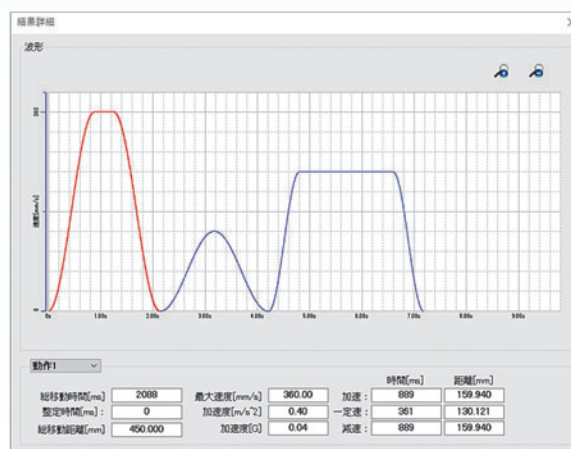 結果詳細
波形
速度[mm/s]
0s 1.00s 2.00s 3.00s 4.00s 5.00s 6.00s 7.00s 8.00s 9.00s
動作1
時間[ms] 距離[mm]
総移動時間[ms] 2088 最大速度[mm/s] 360.00 加速: 889 159.940
整定時間[ms]: 0 加速度[m/s^2] 0.40 一定速: 361 130.121
総移動距離[mm] 450.000 加速度[G] 0.04 減速: 889 159.940